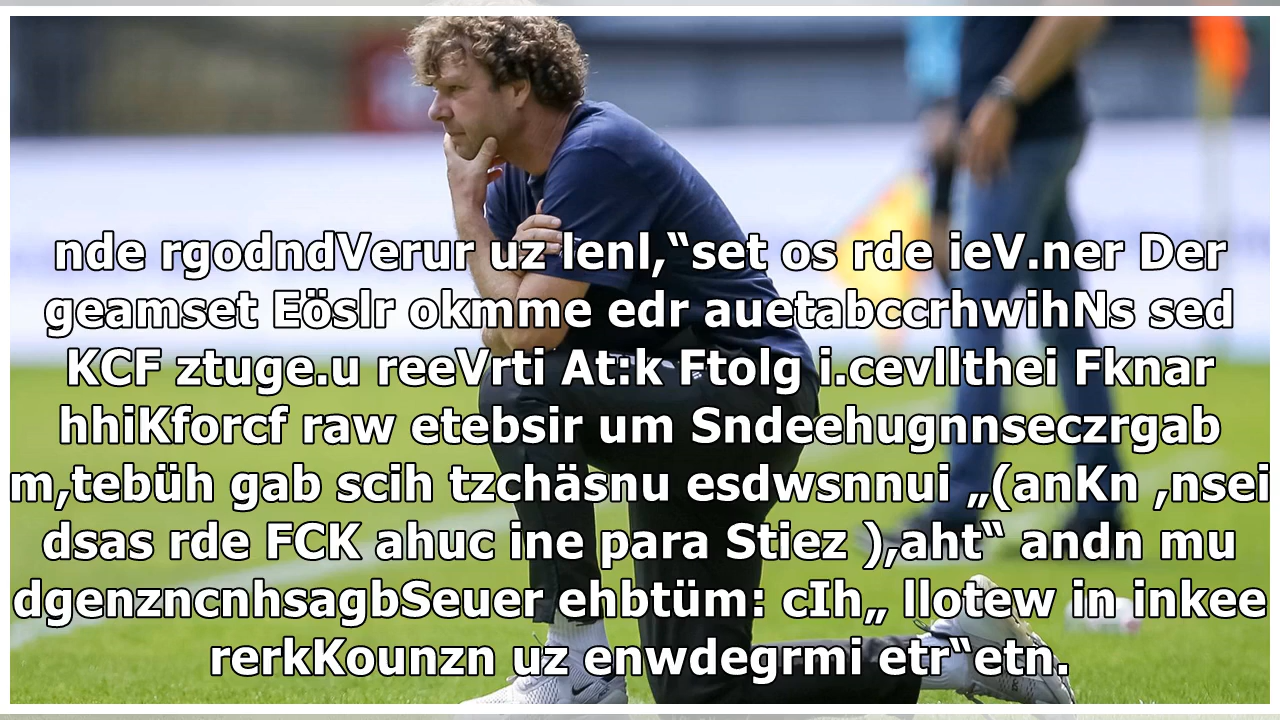 nde rgodndVerur uz lenl,“set os rde ieV.ner Der
geamset Eöslr okmme edr auetabccrhwihNs sed
KCF ztuge.u reeVrti At:k Ftolg i.cevllthei Fknar
hhiKforcf raw etebsir um Sndeehugnnseczrgab
m,tebüh gab scih tzchäsnu esdwsnnui „(anKn ,nsei
dsas rde FCK ahuc ine para Stiez ),aht“ andn mu
dgenzncnhsagbSeuer ehbtüm: cIh„ llotew in inkee
rerkKounzn uz enwdegrmi etr“etn.